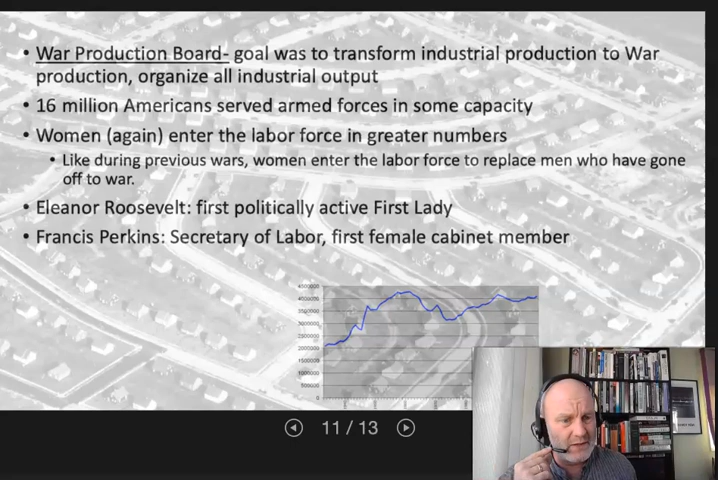 • War Production Board- goal was to transform industrial production to War
production, organize all industrial output
• 16 million Americans served armed forces in some capacity
• Women (again) enter the labor force in greater numbers
• Like during previous wars, women enter the labor force to replace men who have gone
off to war.
• Eleanor Roosevelt: first politically active First Lady
• Francis Perkins: Secretary of Labor, first female cabinet member
4500000
4000000
3500000
3000000
2500000
2000000
1500000
1000000
500000
0
11 / 13